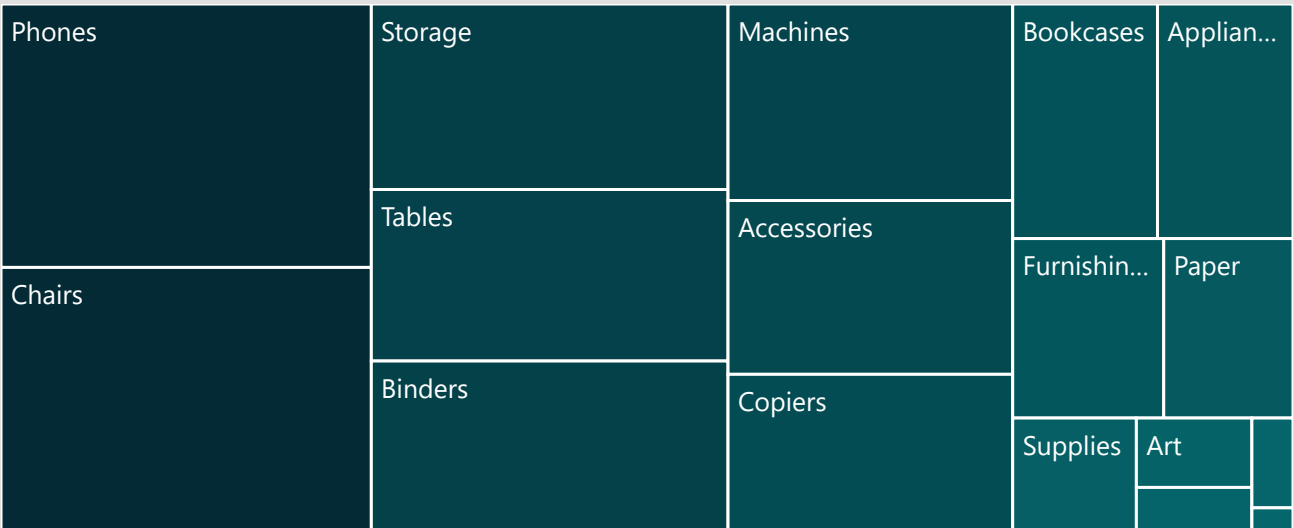 Phones
Storage
Machines
Bookcases
Applian...
Tables
Accessories
Furnishin...
Paper
Chairs
Binders
Copiers
Supplies
Art